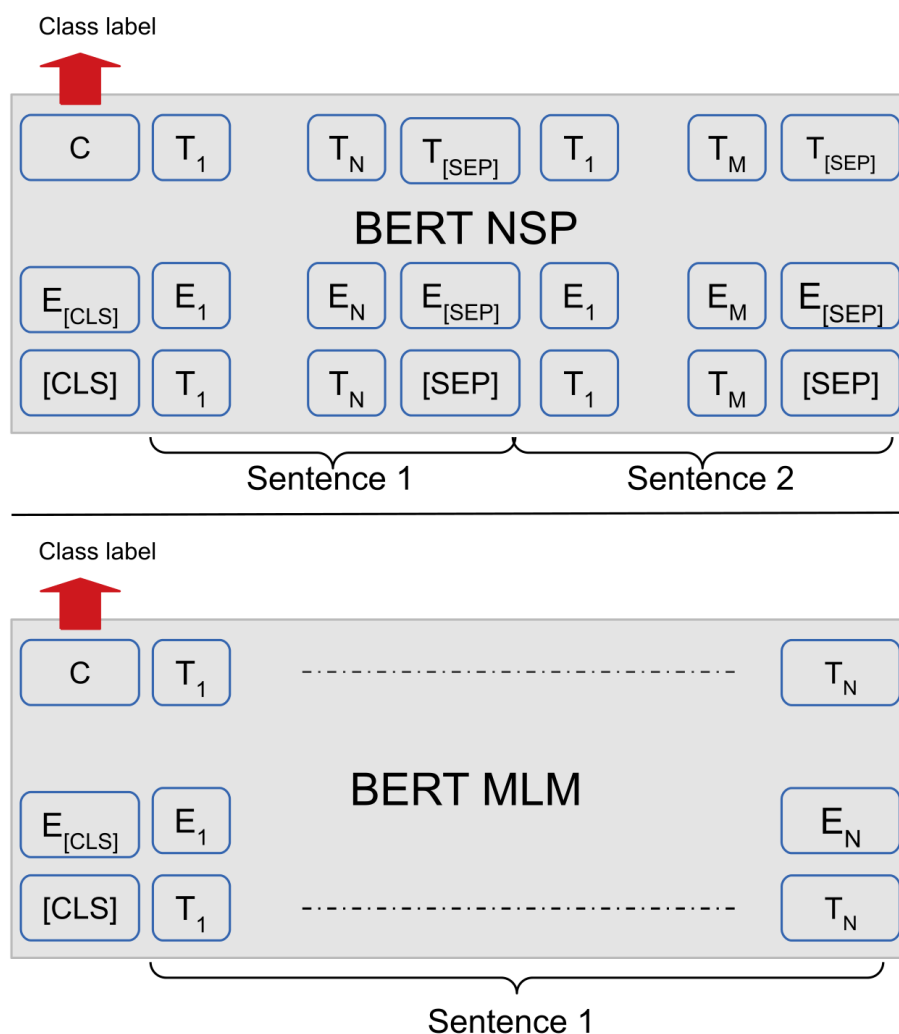 Class label
C T1 TN T[SEP] T1 TM T[SEP]
BERT NSP
E[CLS] E1 EN E[SEP] E1 EM E[SEP]
[CLS] T1 TN [SEP] T1 TM [SEP]
Sentence 1 Sentence 2
Class label
C T1 TN
BERT MLM
E[CLS] E1 EN
[CLS] T1 TN
Sentence 1